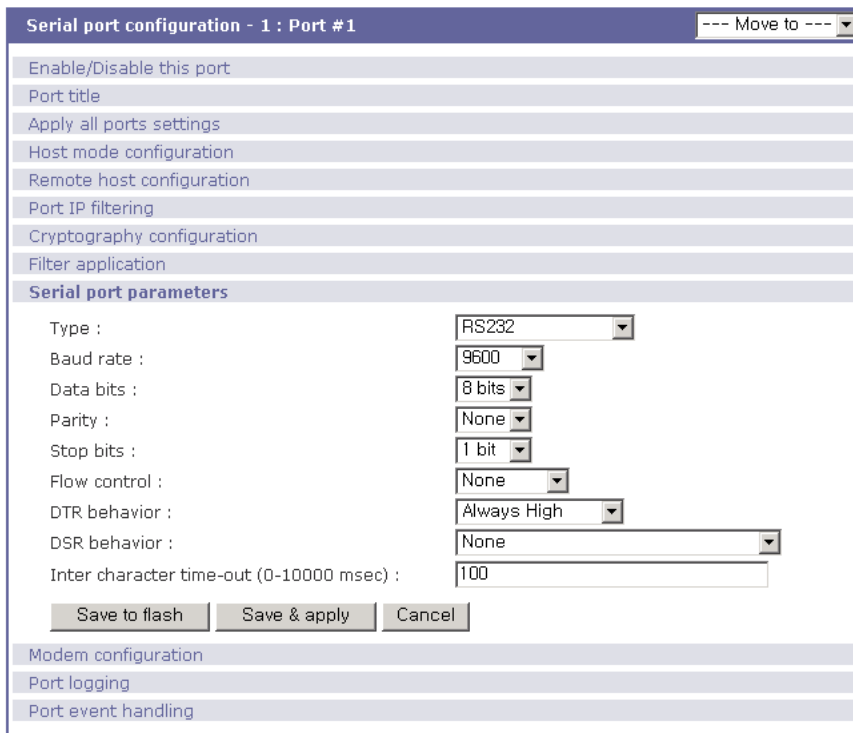 Serial port configuration - 1 : Port #1 --- Move to ---
Enable/Disable this port
Port title
Apply all ports settings
Host mode configuration
Remote host configuration
Port IP filtering
Cryptography configuration
Filter application
Serial port parameters
Type : RS232
Baud rate : 9600
Data bits : 8 bits
Parity : None
Stop bits : 1 bit
Flow control : None
DTR behavior : Always High
DSR behavior : None
Inter character time-out (0-10000 msec) : 100
Save to flash Save & apply Cancel
Modem configuration
Port logging
Port event handling